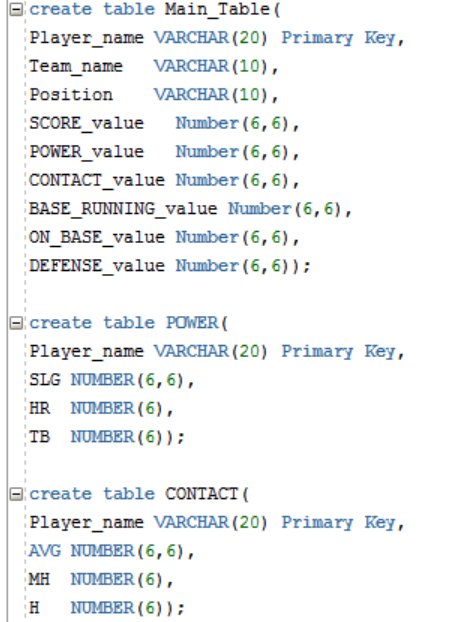 create table Main_Table(
Player_name VARCHAR(20) Primary Key,
Team_name VARCHAR(10),
Position VARCHAR(10),
SCORE_value Number(6,6),
POWER_value Number(6,6),
CONTACT_value Number(6,6),
BASE_RUNNING_value Number(6,6),
ON_BASE_value Number(6,6),
DEFENSE_value Number(6,6));
create table POWER(
Player_name VARCHAR(20) Primary Key,
SLG NUMBER(6,6),
HR NUMBER(6),
TB NUMBER(6));
create table CONTACT(
Player_name VARCHAR(20) Primary Key,
AVG NUMBER(6,6),
MH NUMBER(6),
H NUMBER(6));